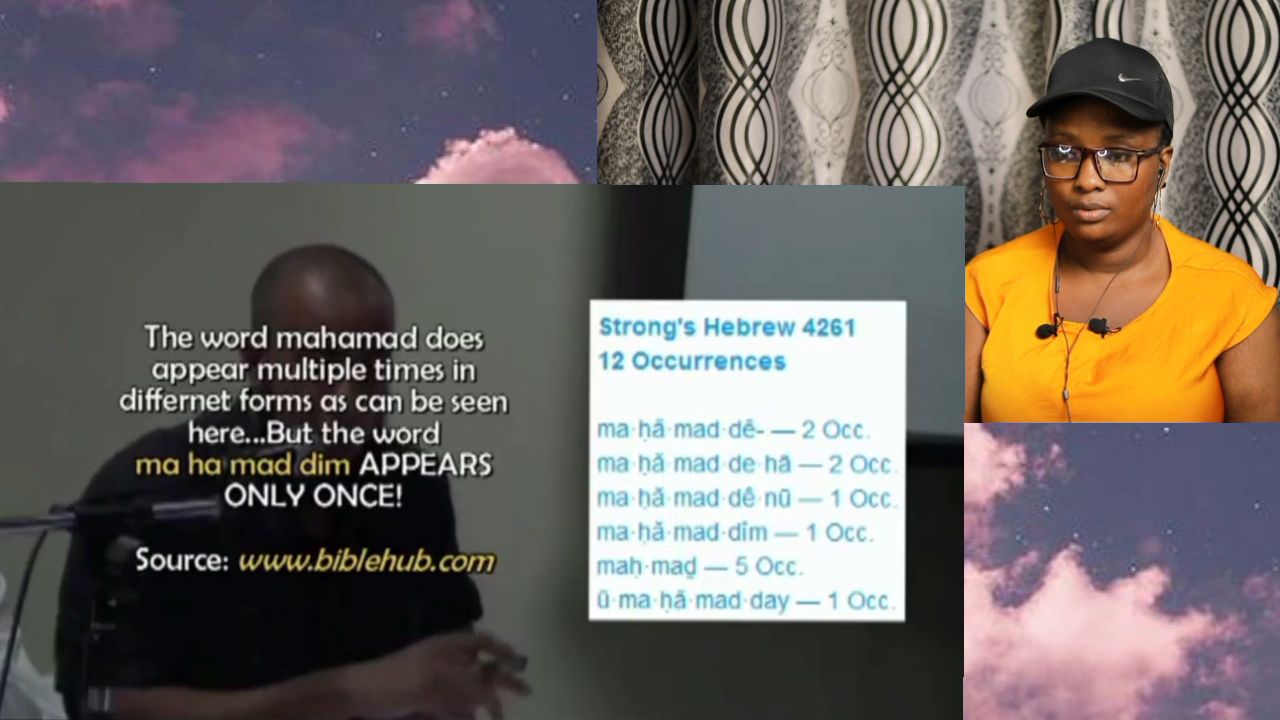 The word mahamad does
appear multiple times in
differnet forms as can be seen
here...But the word
ma ha mad dim APPEARS
ONLY ONCE!
Source: www.biblehub.com
Strong's Hebrew 4261
12 Occurrences
ma·ḥă·mad·dê- — 2 Occ.
ma·ḥă·mad·de·hā — 2 Occ.
ma·ḥă·mad·dê·nū — 1 Occ.
ma·ḥă·mad·dîm — 1 Occ.
maḥ·maḏ — 5 Occ.
ū·ma·ḥă·mad·day — 1 Occ.